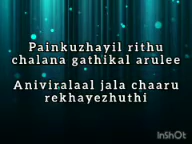 Painkuzhayil rithu
chalana gathikal arulee
Aniviralaal jala chaaru
rekhayezhuthi
InShOt